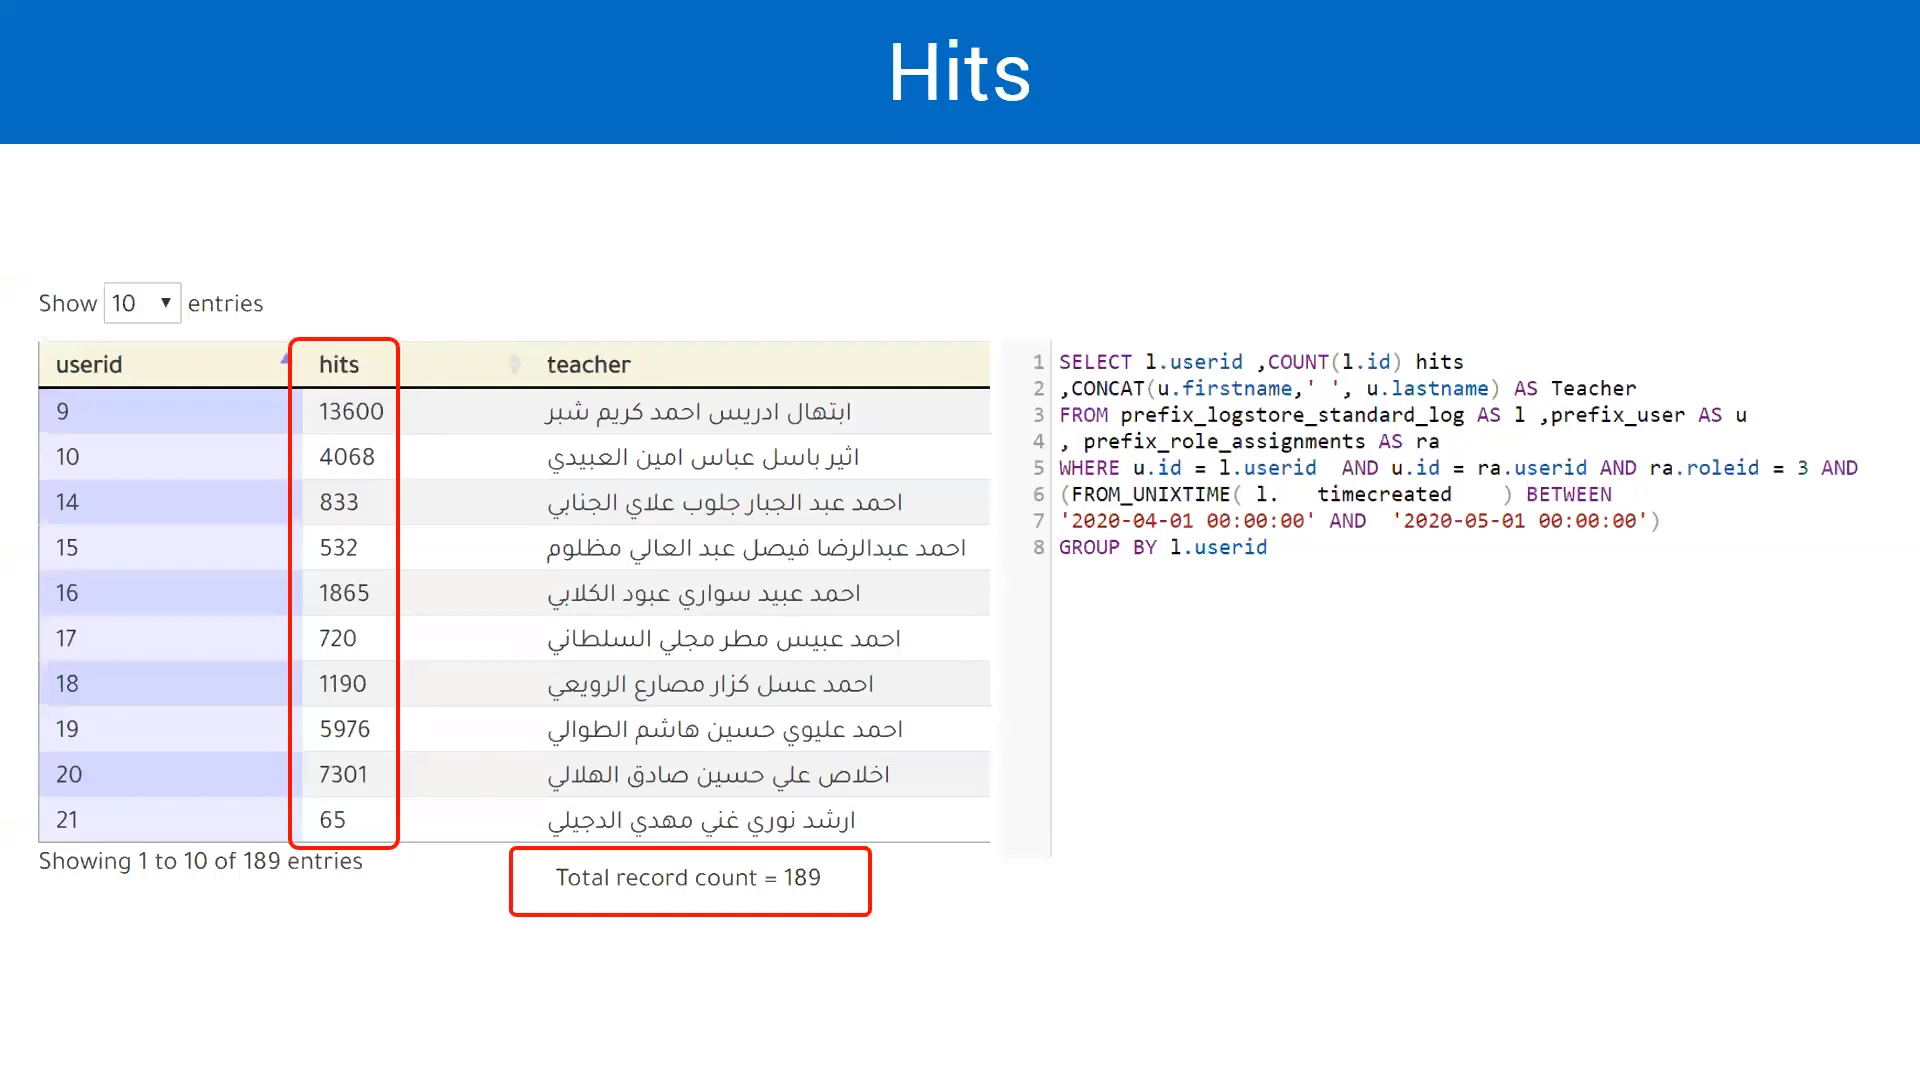 Hits
Show 10 entries
userid hits teacher
9 13600 ابتهال ادريس احمد كريم شبر
10 4068 اثير باسل عباس امين العبيدي
14 833 احمد عبد الجبار جلوب علاي الجنابي
15 532 احمد عبدالرضا فيصل عبد العالي مظلوم
16 1865 احمد عبيد سواري عبود الكلابي
17 720 احمد عبيس مطر مجلي السلطاني
18 1190 احمد عسل كزار مصارع الرويعي
19 5976 احمد عليوي حسين هاشم الطوالي
20 7301 اخلاص علي حسين صادق الهلالي
21 65 ارشد نوري غني مهدي الدجيلي
Showing 1 to 10 of 189 entries
Total record count = 189
1 SELECT l.userid ,COUNT(l.id) hits
2 ,CONCAT(u.firstname,' ', u.lastname) AS Teacher
3 FROM prefix_logstore_standard_log AS l ,prefix_user AS u
4 , prefix_role_assignments AS ra
5 WHERE u.id = l.userid AND u.id = ra.userid AND ra.roleid = 3 AND
6 (FROM_UNIXTIME( l. timecreated ) BETWEEN
7 '2020-04-01 00:00:00' AND '2020-05-01 00:00:00')
8 GROUP BY l.userid